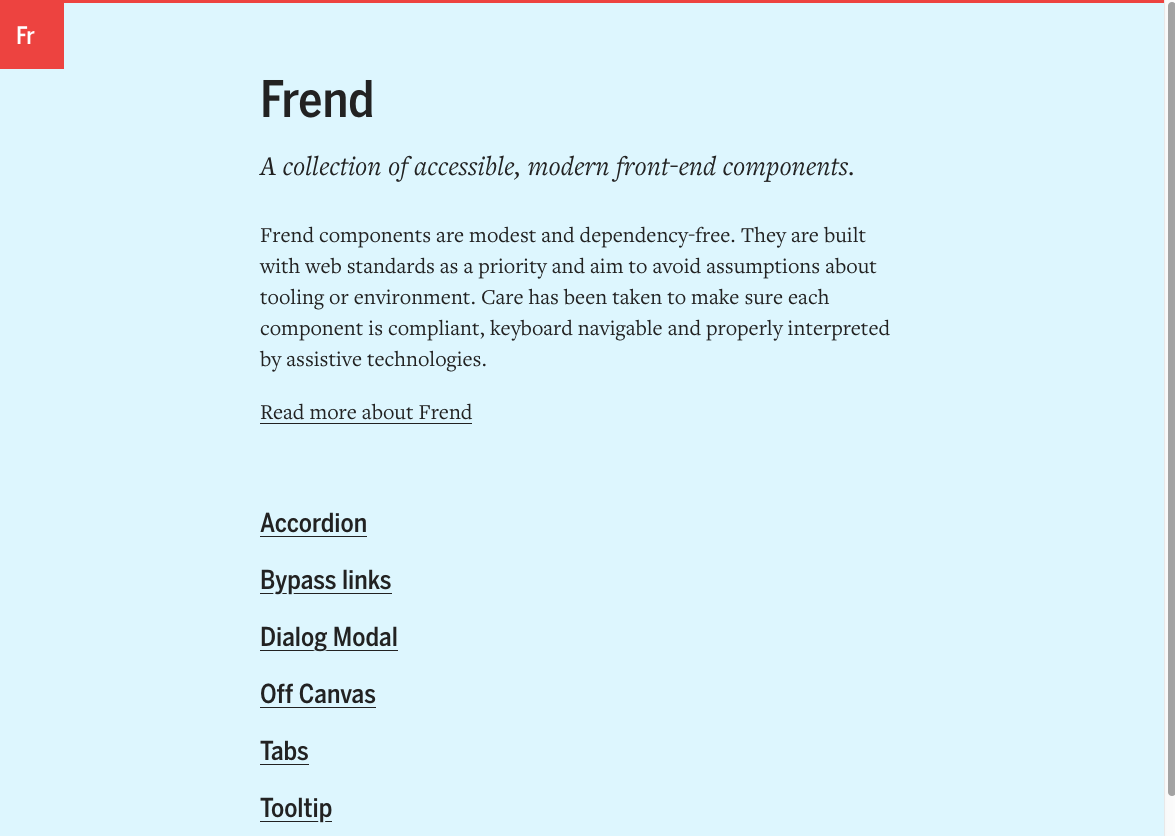 Fr
Frend
A collection of accessible, modern front-end components.
Frend components are modest and dependency-free. They are built
with web standards as a priority and aim to avoid assumptions about
tooling or environment. Care has been taken to make sure each
component is compliant, keyboard navigable and properly interpreted
by assistive technologies.
Read more about Frend
Accordion
Bypass links
Dialog Modal
Off Canvas
Tabs
Tooltip